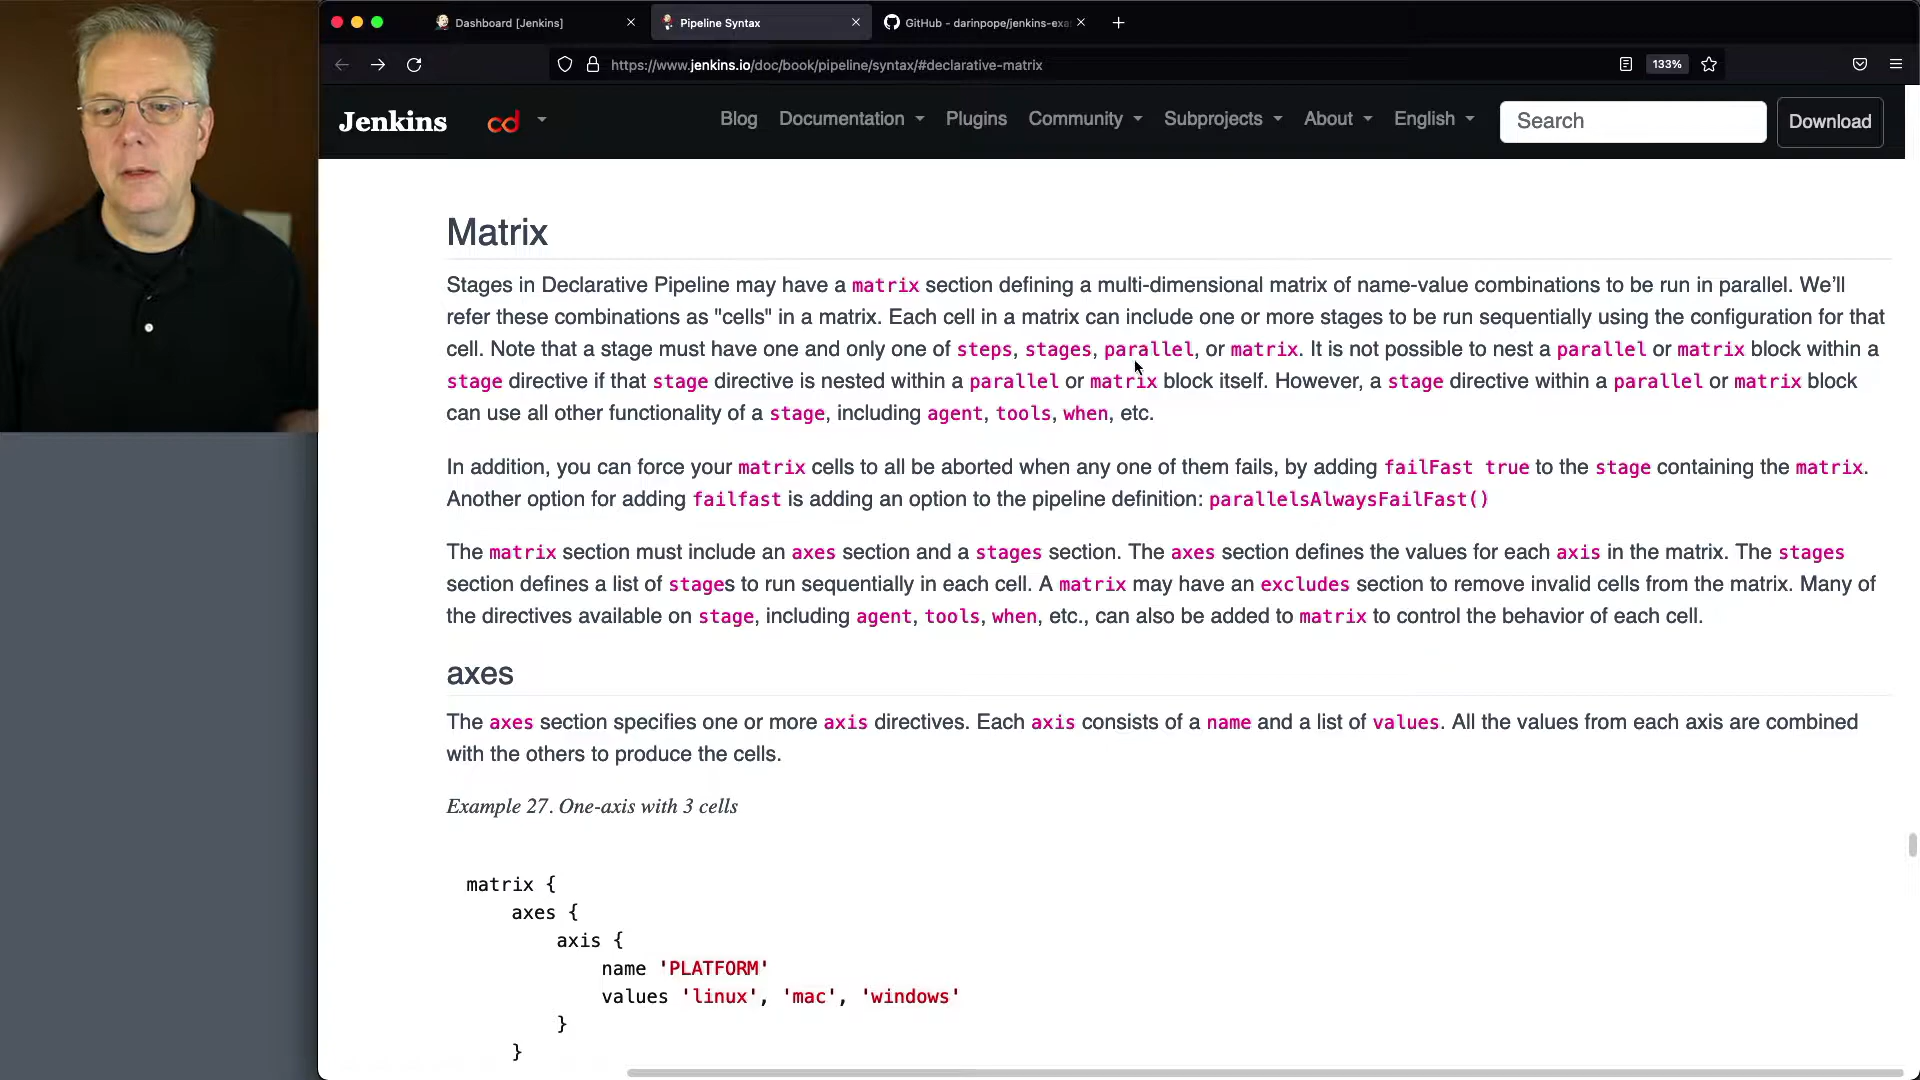 Dashboard [Jenkins]
Pipeline Syntax
GitHub - darinpope/jenkins-exa
https://www.jenkins.io/doc/book/pipeline/syntax/#declarative-matrix
133%
Jenkins
cd
Blog
Documentation
Plugins
Community
Subprojects
About
English
Search
Download
Matrix
Stages in Declarative Pipeline may have a matrix section defining a multi-dimensional matrix of name-value combinations to be run in parallel. We'll
refer these combinations as "cells" in a matrix. Each cell in a matrix can include one or more stages to be run sequentially using the configuration for that
cell. Note that a stage must have one and only one of steps, stages, parallel, or matrix. It is not possible to nest a parallel or matrix block within a
stage directive if that stage directive is nested within a parallel or matrix block itself. However, a stage directive within a parallel or matrix block
can use all other functionality of a stage, including agent, tools, when, etc.
In addition, you can force your matrix cells to all be aborted when any one of them fails, by adding failFast true to the stage containing the matrix.
Another option for adding failfast is adding an option to the pipeline definition: parallelsAlwaysFailFast()
The matrix section must include an axes section and a stages section. The axes section defines the values for each axis in the matrix. The stages
section defines a list of stages to run sequentially in each cell. A matrix may have an excludes section to remove invalid cells from the matrix. Many of
the directives available on stage, including agent, tools, when, etc., can also be added to matrix to control the behavior of each cell.
axes
The axes section specifies one or more axis directives. Each axis consists of a name and a list of values. All the values from each axis are combined
with the others to produce the cells.
Example 27. One-axis with 3 cells
matrix {
axes {
axis {
name 'PLATFORM'
values 'linux', 'mac', 'windows'
}
}